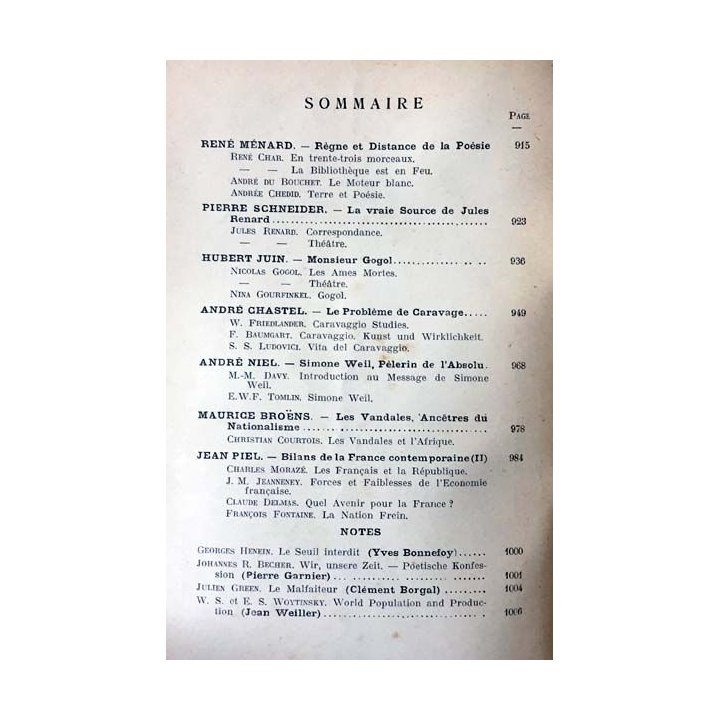 SOMMAIRE
PAGE
RENÉ MÉNARD. — Règne et Distance de la Poésie 915
RENÉ CHAR. En trente-trois morceaux.
— — La Bibliothèque est en Feu.
ANDRÉ DU BOUCHET. Le Moteur blanc.
ANDRÉE CHEDID. Terre et Poésie.
PIERRE SCHNEIDER. — La vraie Source de Jules
Renard 923
JULES RENARD. Correspondance.
— — Théâtre.
HUBERT JUIN. — Monsieur Gogol 936
NICOLAS GOGOL. Les Ames Mortes.
— — Théâtre.
NINA GOURFINKEL. Gogol.
ANDRÉ CHASTEL. — Le Problème de Caravage..... 949
W. FRIEDLANDER. Caravaggio Studies.
F. BAUMGART. Caravaggio. Kunst und Wirklichkeit.
S. S. LUDOVICI. Vita del Caravaggio.
ANDRÉ NIEL. — Simone Weil, Pèlerin de l'Absolu. 968
M.-M. DAVY. Introduction au Message de Simone
Weil.
E.W.F. TOMLIN. Simone Weil.
MAURICE BROËNS. — Les Vandales, Ancêtres du
Nationalisme 978
CHRISTIAN COURTOIS. Les Vandales et l'Afrique.
JEAN PIEL. — Bilans de la France contemporaine (II) 984
CHARLES MORAZÉ. Les Français et la République.
J. M. JEANNENEY. Forces et Faiblesses de l'Economie
française.
CLAUDE DELMAS. Quel Avenir pour la France ?
FRANÇOIS FONTAINE. La Nation Frein.
NOTES
GEORGES HENEIN. Le Seuil interdit (Yves Bonnefoy)...... 1000
JOHANNES R. BECHER. Wir, unsere Zeit. — Poetische Konfes-
sion (Pierre Garnier) 1001
JULIEN GREEN. Le Malfaiteur (Clément Borgal) ......... 1004
W. S. et E. S. WOYTINSKY. World Population and Produc-
tion (Jean Weiller) 1006